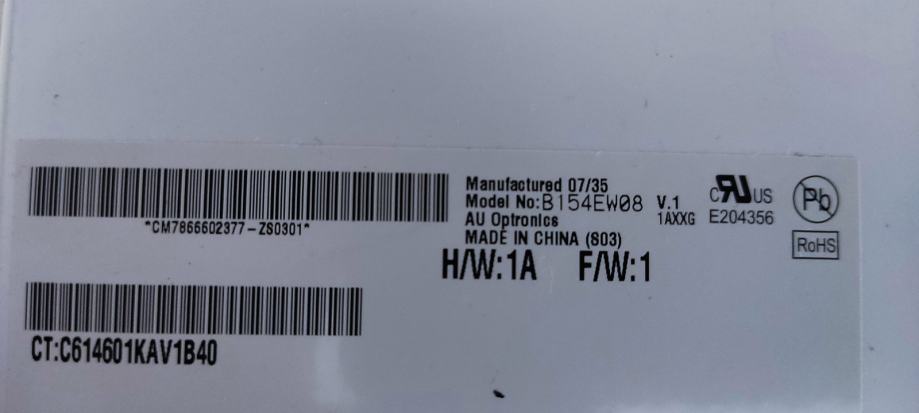 Manufactured 07/35
Model No:B154EW08 V.1
AU Optronics 1AXXG
MADE IN CHINA (S03)
H/W:1A F/W:1
*CM7866602377-ZS0301*
CT:C614601KAV1B40
C RU US
E204356
Pb
RoHS